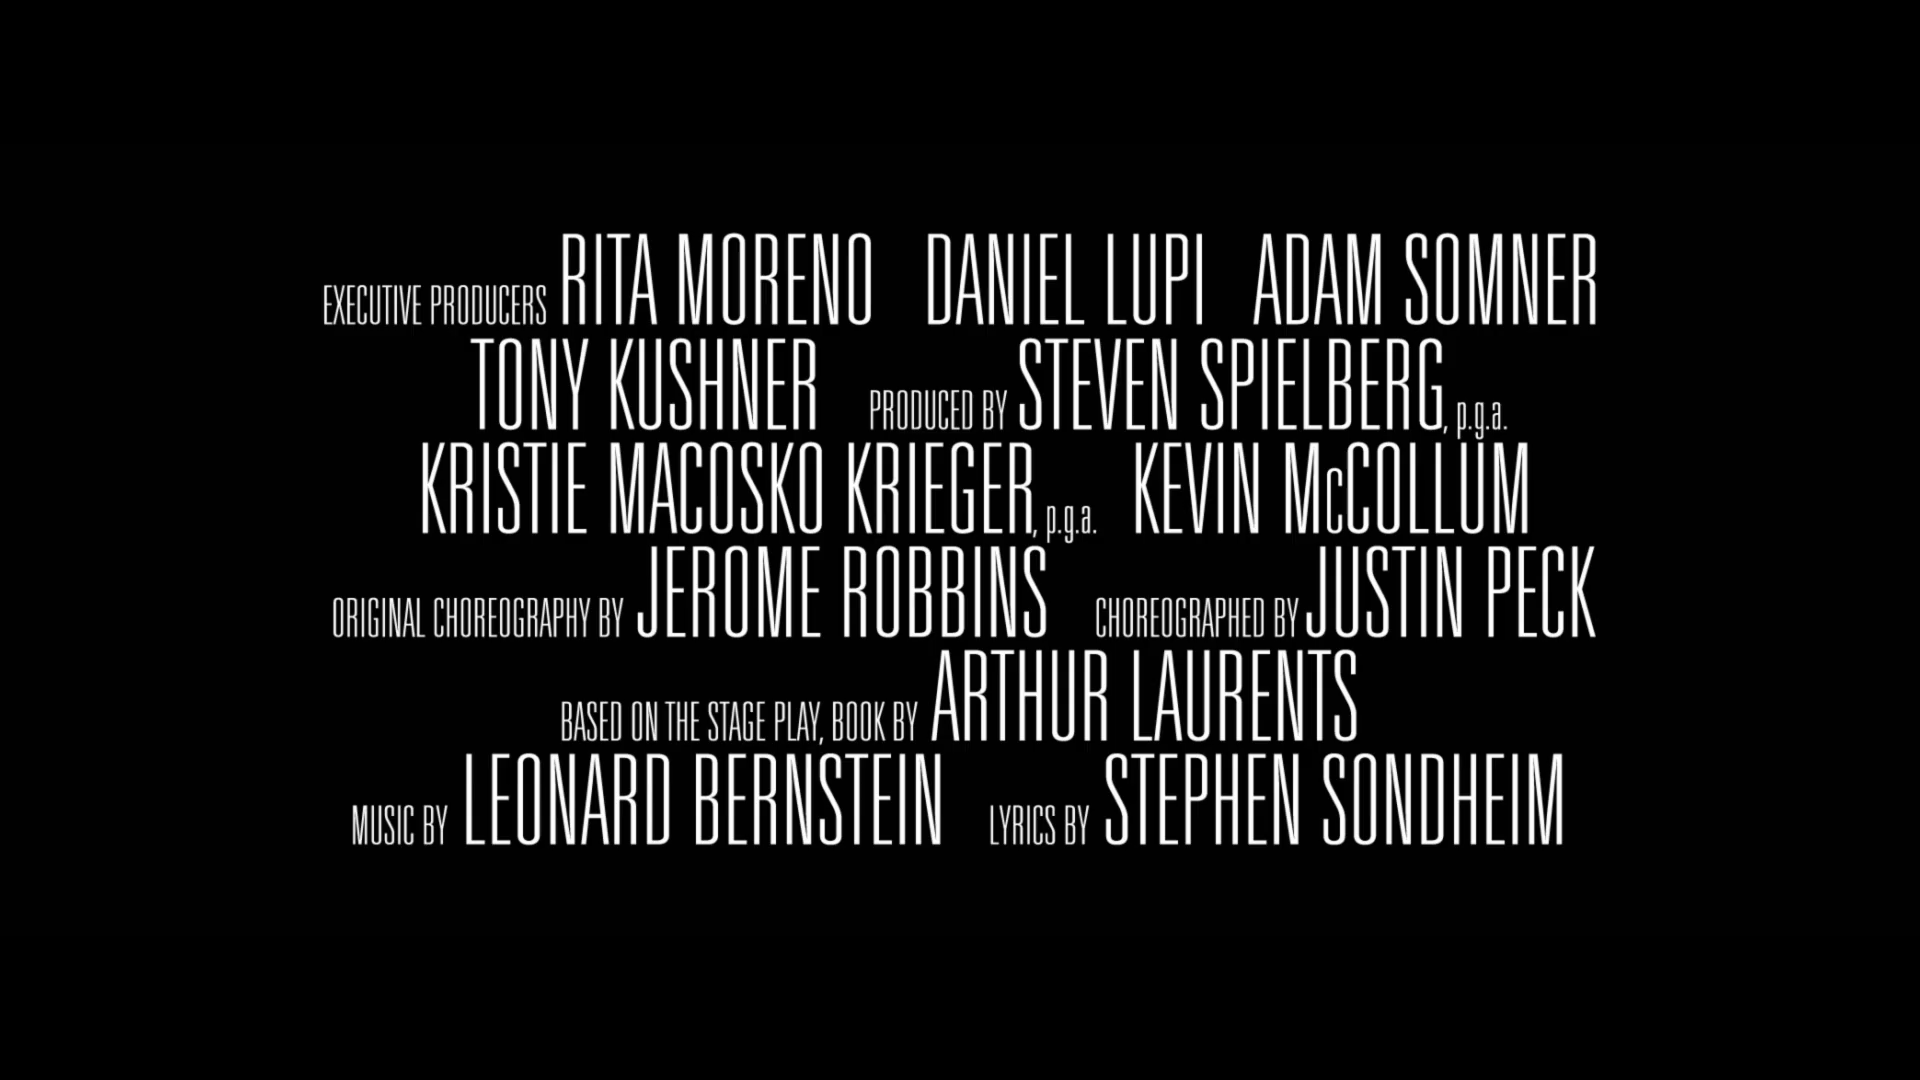 EXECUTIVE PRODUCERS RITA MORENO DANIEL LUPI ADAM SOMNER
TONY KUSHNER PRODUCED BY STEVEN SPIELBERG, p.g.a.
KRISTIE MACOSKO KRIEGER, p.g.a. KEVIN McCOLLUM
ORIGINAL CHOREOGRAPHY BY JEROME ROBBINS CHOREOGRAPHED BY JUSTIN PECK
BASED ON THE STAGE PLAY, BOOK BY ARTHUR LAURENTS
MUSIC BY LEONARD BERNSTEIN LYRICS BY STEPHEN SONDHEIM